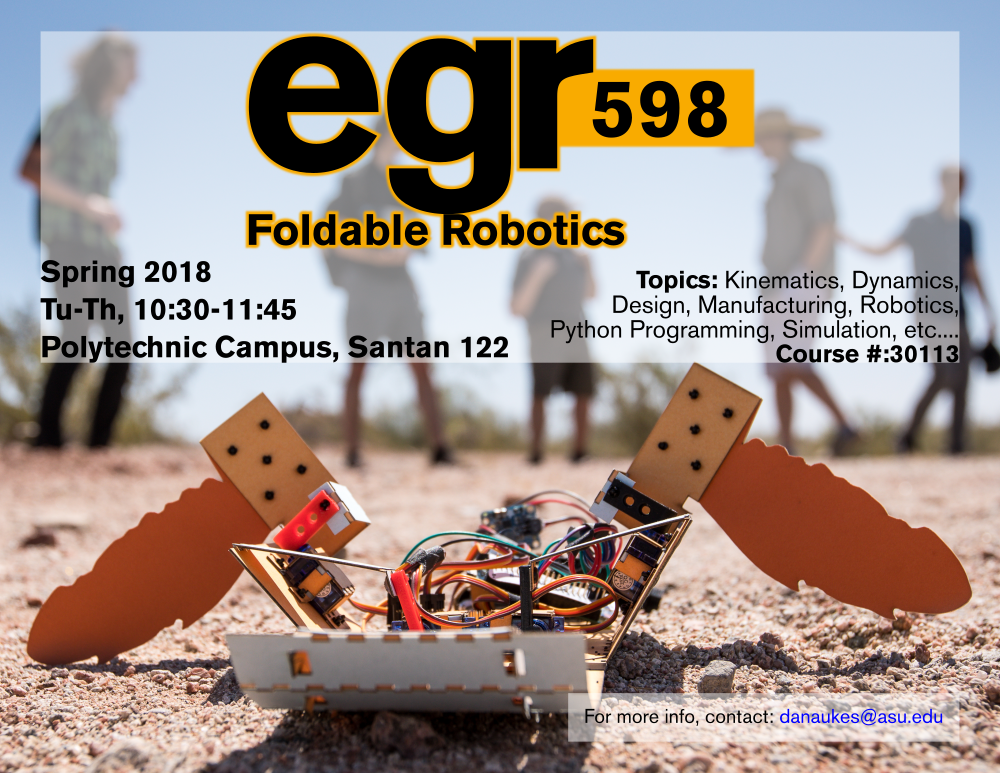 egr 598
Foldable Robotics
Spring 2018
Tu-Th, 10:30-11:45
Polytechnic Campus, Santan 122
Topics: Kinematics, Dynamics,
Design, Manufacturing, Robotics,
Python Programming, Simulation, etc....
Course #:30113
For more info, contact: danaukes@asu.edu